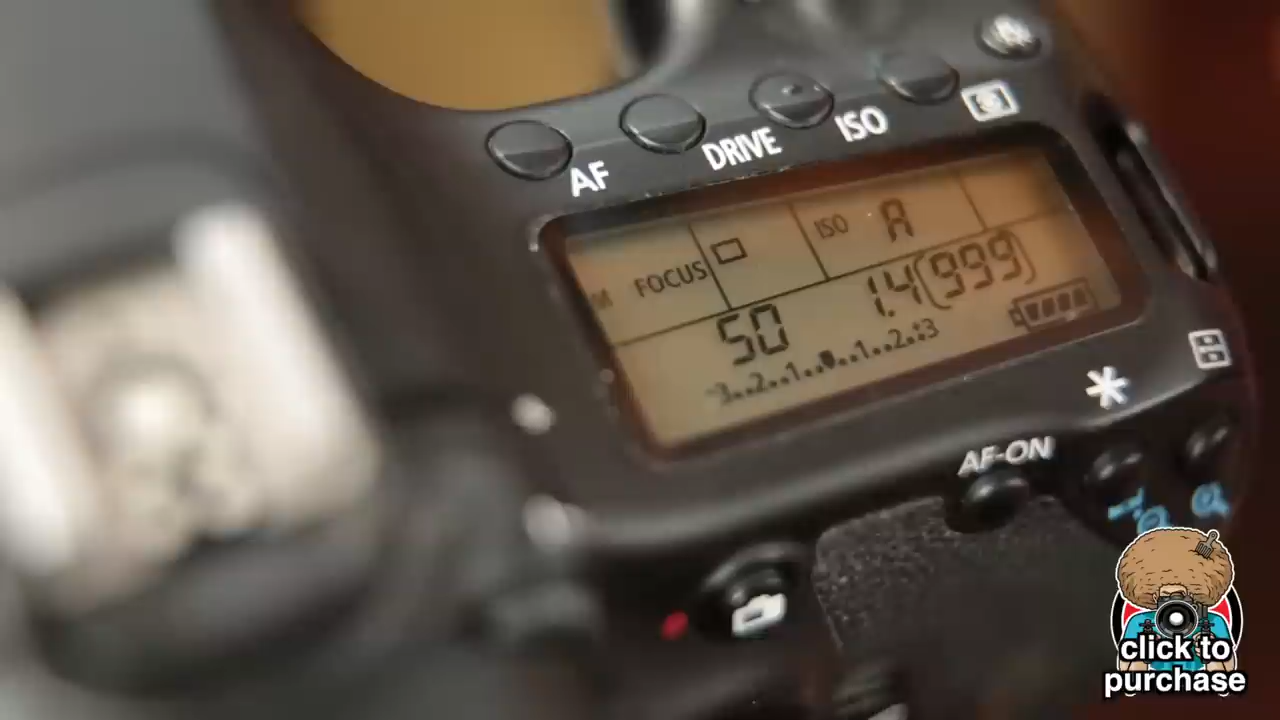 AF DRIVE ISO
M FOCUS ISO A
50 1.4(999)
-3..2..1..0..1..2..:3
AF-ON
click to
purchase